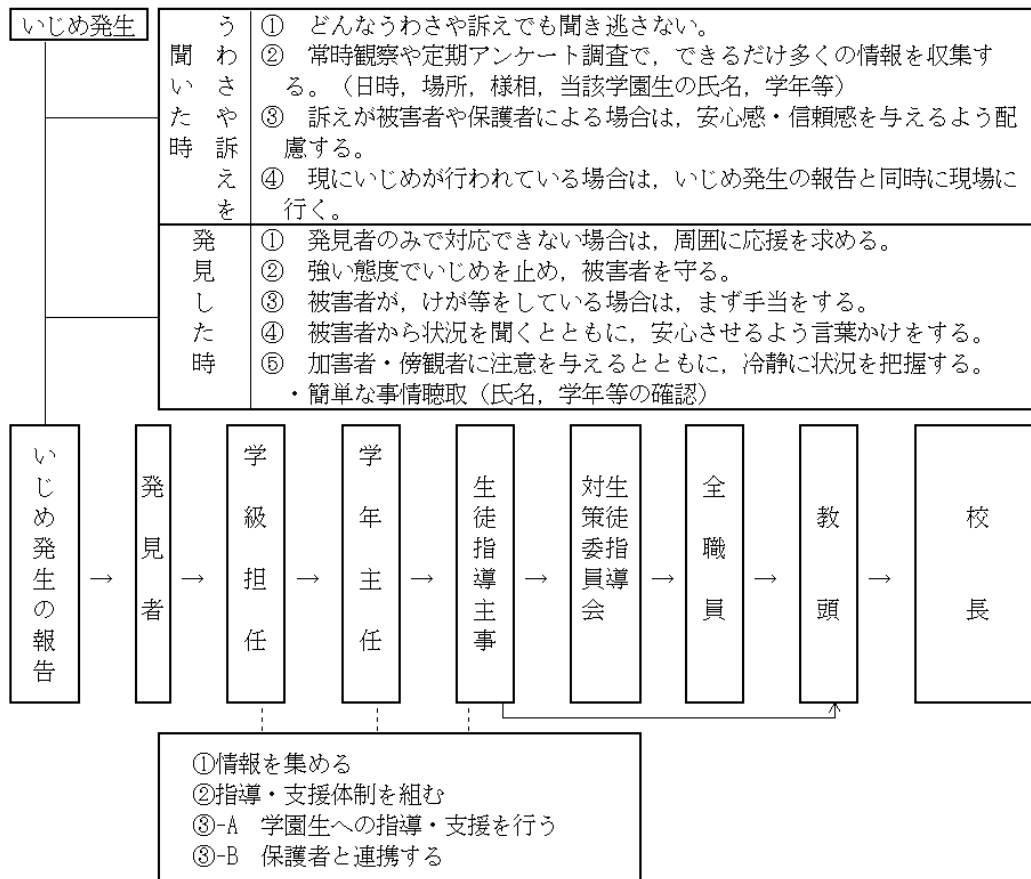 いじめ発生
うわさや訴えを聞いた時
① どんなうわさや訴えでも聞き逃さない。
② 常時観察や定期アンケート調査で，できるだけ多くの情報を収集す
る。（日時，場所，様相，当該学園生の氏名，学年等）
③ 訴えが被害者や保護者による場合は，安心感・信頼感を与えるよう配
慮する。
④ 現にいじめが行われている場合は，いじめ発生の報告と同時に現場に
行く。
発見した時
① 発見者のみで対応できない場合は，周囲に応援を求める。
② 強い態度でいじめを止め，被害者を守る。
③ 被害者が，けが等をしている場合は，まず手当をする。
④ 被害者から状況を聞くとともに，安心させるよう言葉かけをする。
⑤ 加害者・傍観者に注意を与えるとともに，冷静に状況を把握する。
・簡単な事情聴取（氏名，学年等の確認）
いじめ発生の報告
→
発見者
→
学級担任
→
学年主任
→
生徒指導主事
→
生徒指導
対策委員会
→
全職員
→
教頭
→
校長
①情報を集める
②指導・支援体制を組む
③-A 学園生への指導・支援を行う
③-B 保護者と連携する